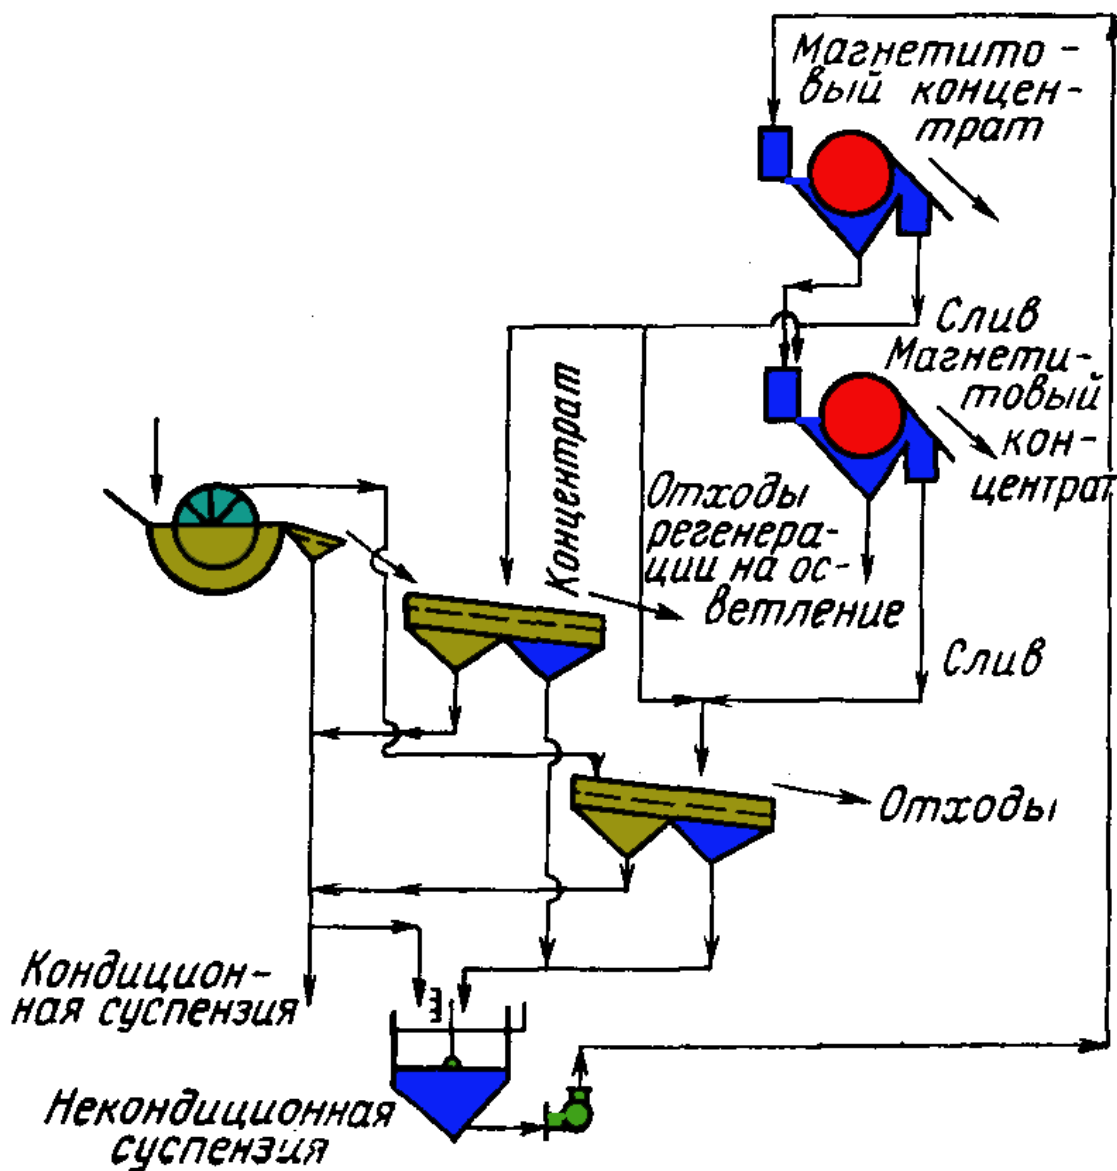 Магнетито-
вый концен-
трат
Слив
Магнети-
товый
кон-
центрат
Концентрат
Отходы
регенера-
ции на ос-
ветление
Слив
Отходы
Кондицион-
ная суспензия
Некондиционная
суспензия